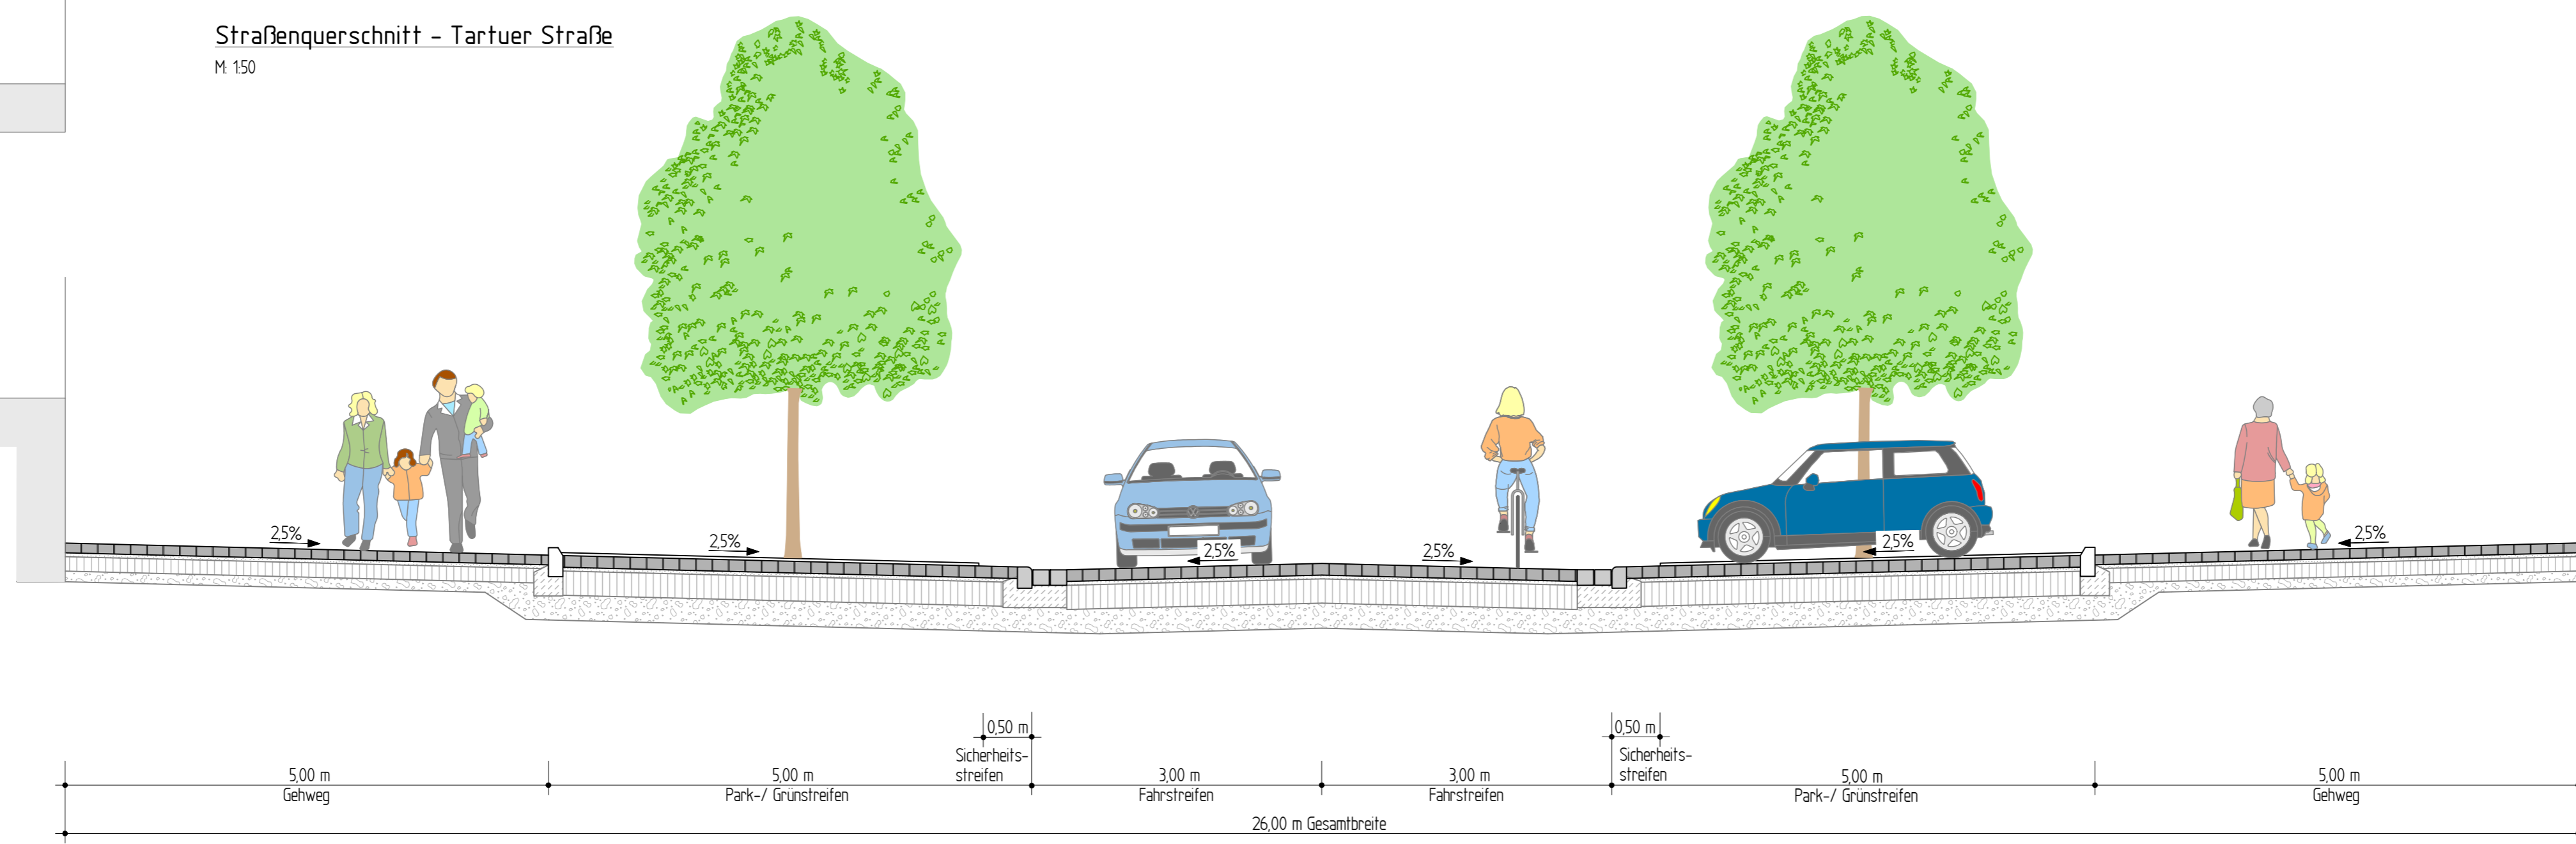 Straßenquerschnitt - Tartuer Straße
M: 1:50
2,5%
2,5%
2,5%
2,5%
2,5%
2,5%
0,50 m
Sicherheits-
streifen
0,50 m
Sicherheits-
streifen
5,00 m
Gehweg
5,00 m
Park-/ Grünstreifen
3,00 m
Fahrstreifen
3,00 m
Fahrstreifen
5,00 m
Park-/ Grünstreifen
5,00 m
Gehweg
26,00 m Gesamtbreite